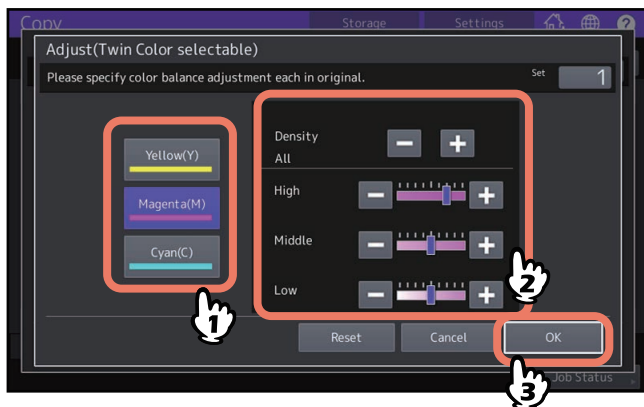 Copy
Storage
Settings
?
Adjust(Twin Color selectable)
Please specify color balance adjustment each in original.
Set
1
Yellow(Y)
Magenta(M)
Cyan(C)
Density
All
High
Middle
Low
1
2
Reset
Cancel
OK
3
Job Status